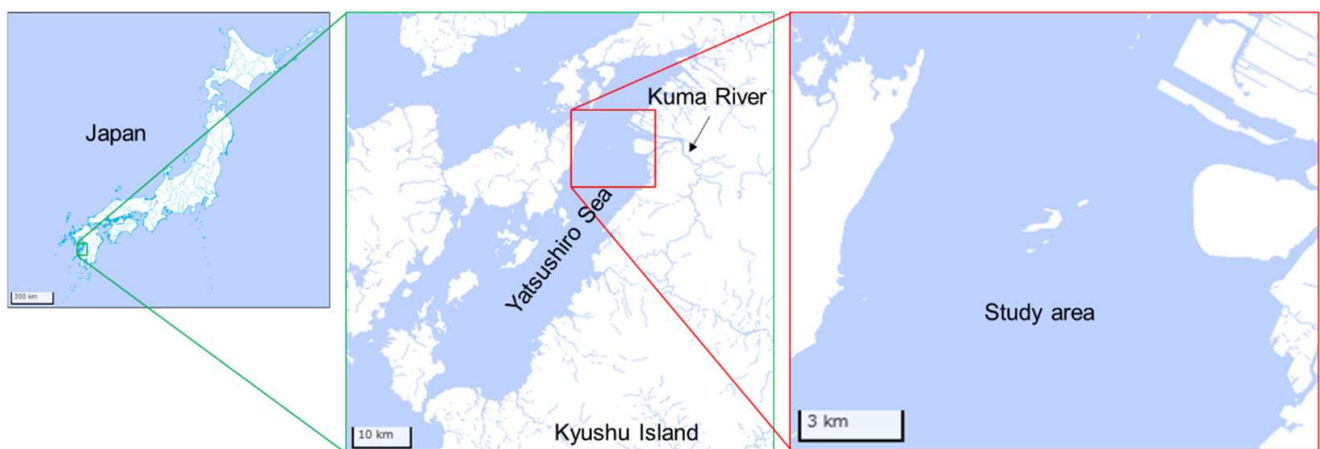 Japan
300 km
Kuma River
Yatsushiro Sea
10 km
Kyushu Island
Study area
3 km